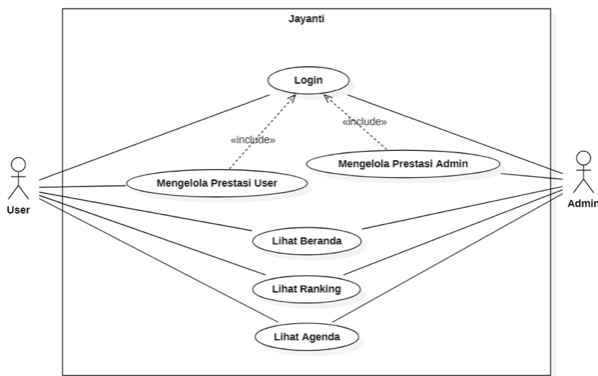 Jayanti
Login
«include»
«include»
Mengelola Prestasi Admin
Mengelola Prestasi User
User
Admin
Lihat Beranda
Lihat Ranking
Lihat Agenda